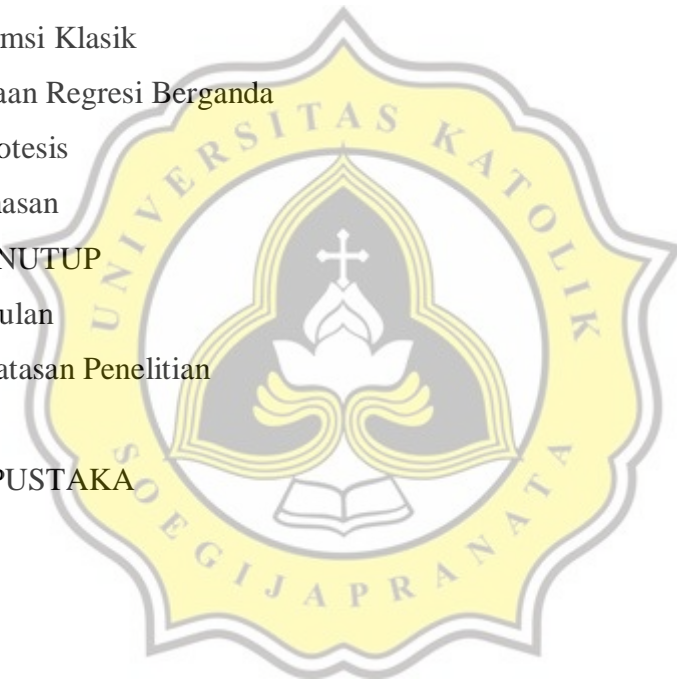 msi Klasik
aan Regresi Berganda
otesis
asan
NUTUP
ulan
atasan Penelitian
PUSTAKA
UNIVERSITAS KATOLIK
SOEGIJAPRANATA